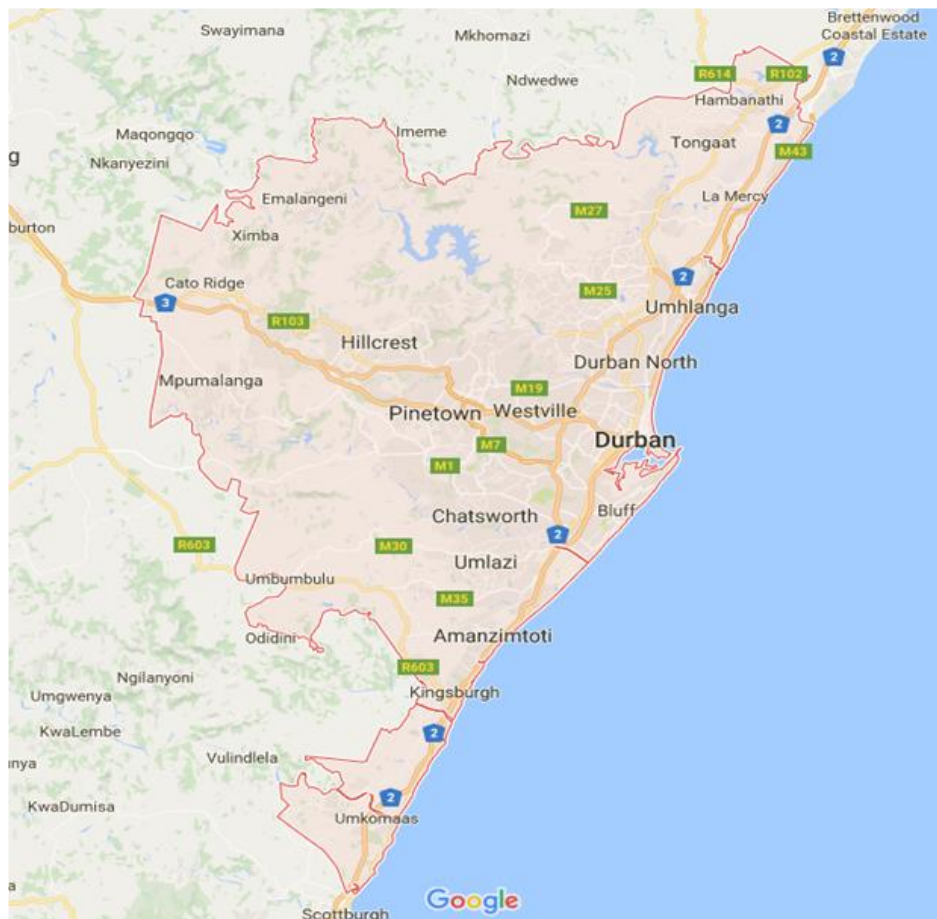 Brettenwood
Coastal Estate
Swayimana
Mkhomazi
2
R614
R102
Ndwedwe
Hambanathi
2
Imeme
Maqongqo
Tongaat
M43
g
Nkanyezini
Emalangeni
La Mercy
M27
burton
Ximba
2
Cato Ridge
M25
3
Umhlanga
R103
Hillcrest
Durban North
Mpumalanga
M19
Pinetown
Westville
Durban
M7
M1
Bluff
Chatsworth
2
R603
M30
Umlazi
Umbumbulu
M35
Odidini
Amanzimtoti
R603
Ngilanyoni
Kingsburgh
Umgwenya
KwaLembe
2
Vulindlela
unya
2
KwaDumisa
Umkomaas
a
Google
Scottburgh